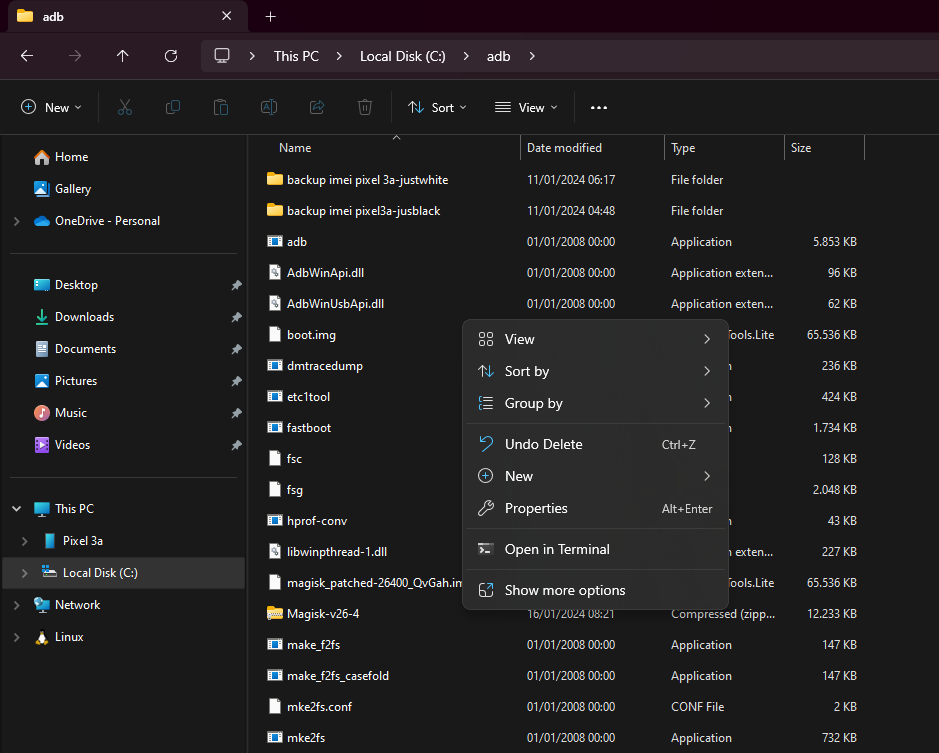 adb
This PC
Local Disk (C:)
adb
New
Sort
View
Home
Gallery
OneDrive - Personal
Desktop
Downloads
Documents
Pictures
Music
Videos
This PC
Pixel 3a
Local Disk (C:)
Network
Linux
Name Date modified Type Size
backup imei pixel 3a-justwhite 11/01/2024 06:17 File folder
backup imei pixel3a-jusblack 11/01/2024 04:48 File folder
adb 01/01/2008 00:00 Application 5.853 KB
AdbWinApi.dll 01/01/2008 00:00 Application exten... 96 KB
AdbWinUsbApi.dll 01/01/2008 00:00 Application exten... 62 KB
boot.img ools.Lite 65.536 KB
dmtracedump n 236 KB
etc1tool n 424 KB
fastboot n 1.734 KB
fsc 128 KB
fsg 2.048 KB
hprof-conv n 43 KB
libwinpthread-1.dll n exten... 227 KB
magisk_patched-26400_QvGah.im ools.Lite 65.536 KB
Magisk-v26-4 16/01/2024 08:21 Compressed (zipp... 12.233 KB
make_f2fs 01/01/2008 00:00 Application 147 KB
make_f2fs_casefold 01/01/2008 00:00 Application 147 KB
mke2fs.conf 01/01/2008 00:00 CONF File 2 KB
mke2fs 01/01/2008 00:00 Application 732 KB
View
Sort by
Group by
Undo Delete Ctrl+Z
New
Properties Alt+Enter
Open in Terminal
Show more options